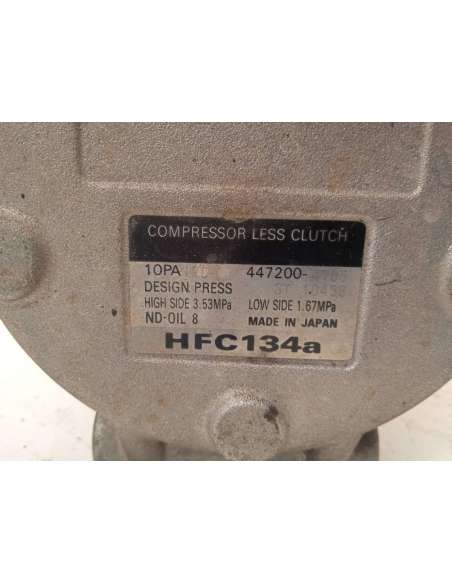 COMPRESSOR LESS CLUTCH
10PA 447200-
DESIGN PRESS
HIGH SIDE 3.53MPa LOW SIDE 1.67MPa
ND-OIL 8 MADE IN JAPAN
HFC134a